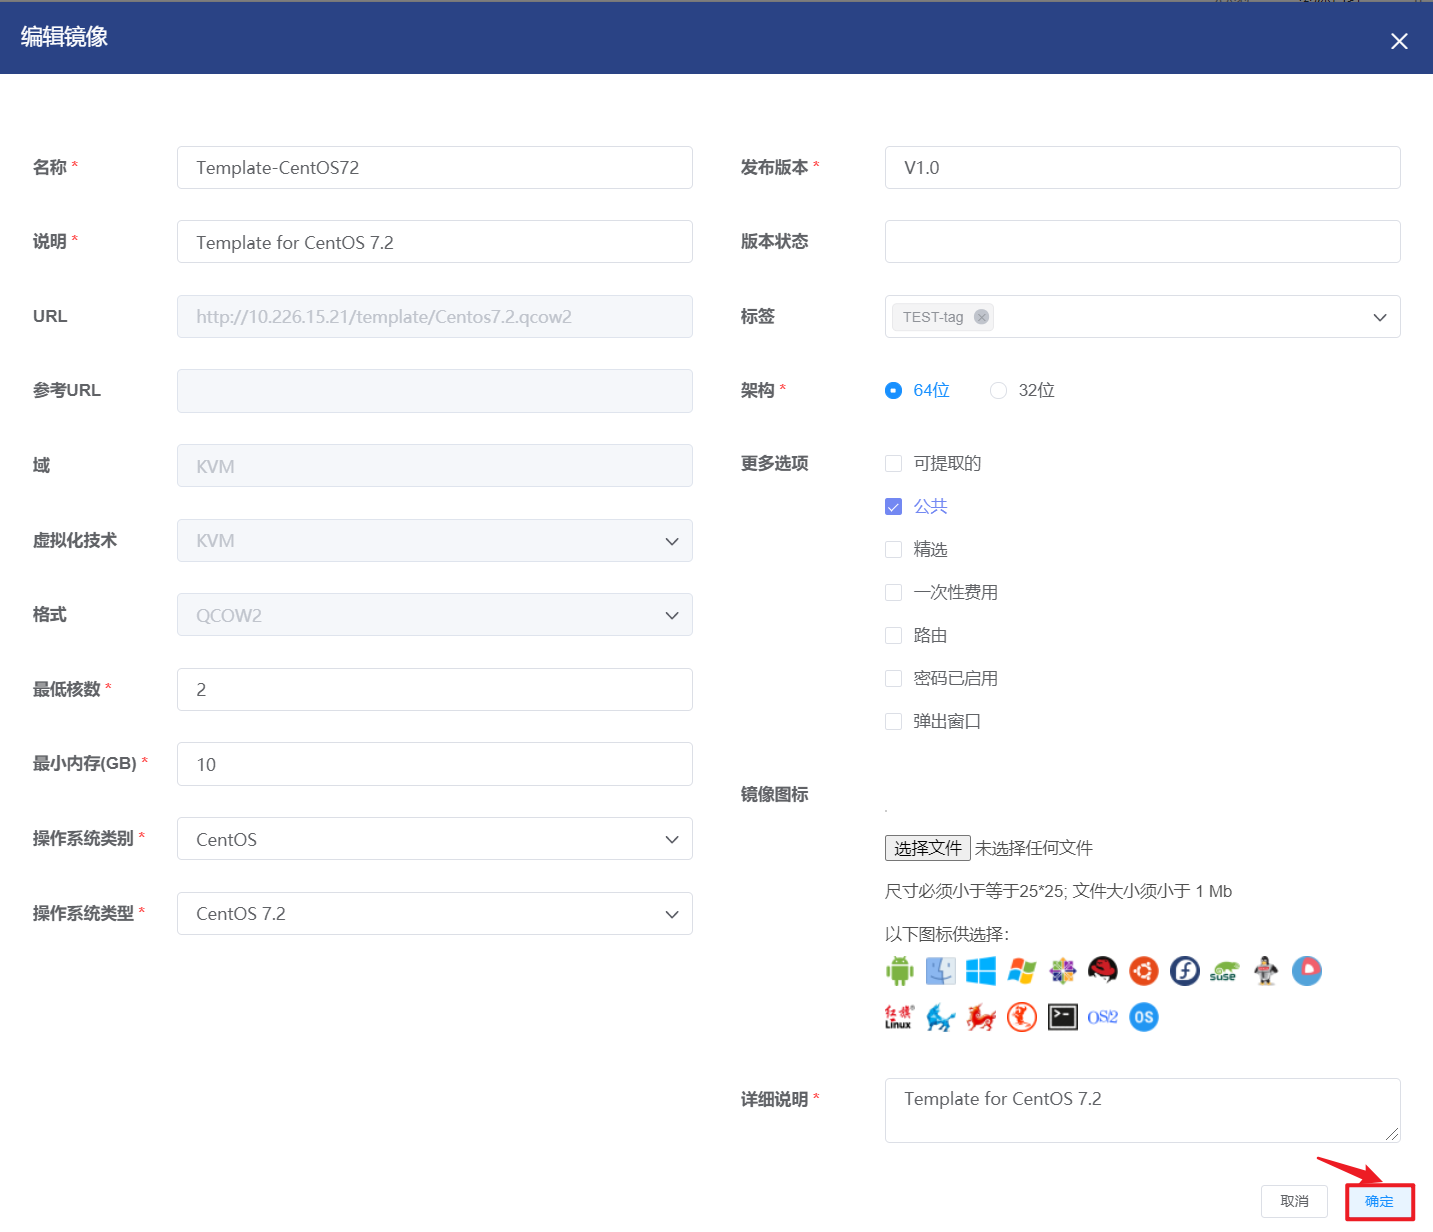 编辑镜像
名称 *
Template-CentOS72
说明 *
Template for CentOS 7.2
URL
http://10.226.15.21/template/Centos7.2.qcow2
参考URL
域
KVM
虚拟化技术
KVM
格式
QCOW2
最低核数 *
2
最小内存(GB) *
10
操作系统类别 *
CentOS
操作系统类型 *
CentOS 7.2
发布版本 *
V1.0
版本状态
标签
TEST-tag
架构 *
64位
32位
更多选项
可提取的
公共
精选
一次性费用
路由
密码已启用
弹出窗口
镜像图标
选择文件 未选择任何文件
尺寸必须小于等于25*25; 文件大小须小于 1 Mb
以下图标供选择：
SUSE
红旗
Linux
OS/2
OS
详细说明 *
Template for CentOS 7.2
取消
确定